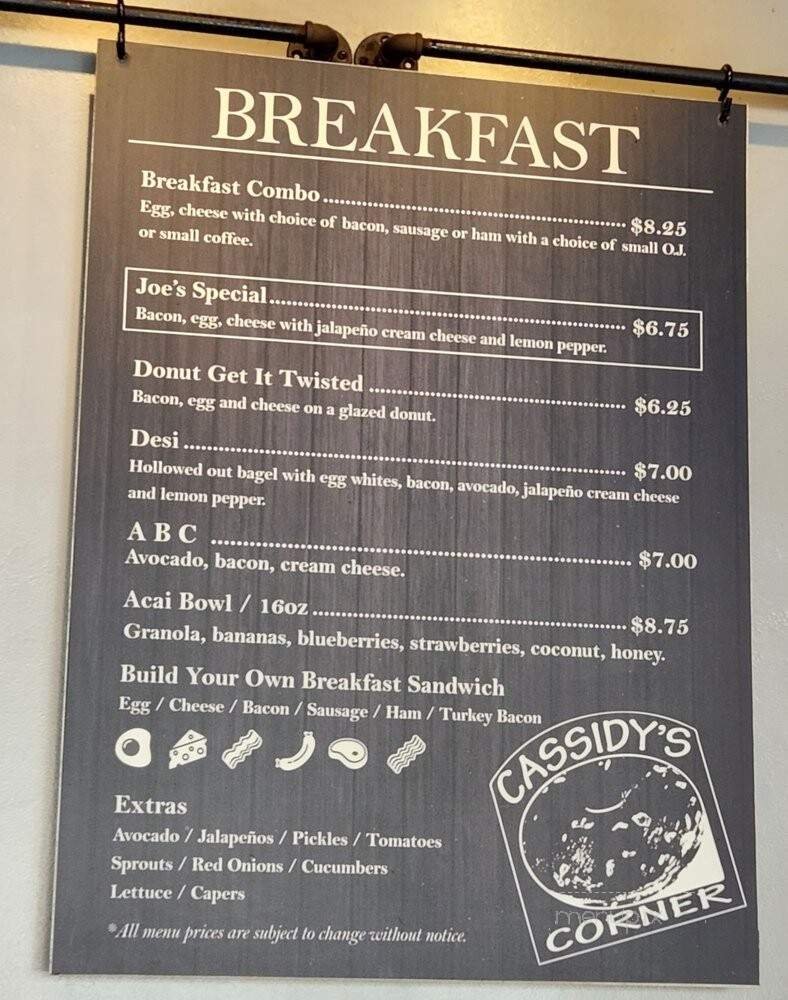 BREAKFAST
Breakfast Combo........................................ $8.25
Egg, cheese with choice of bacon, sausage or ham with a choice of small O.J.
or small coffee.
Joe's Special........................................ $6.75
Bacon, egg, cheese with jalapeño cream cheese and lemon pepper.
Donut Get It Twisted ........................................ $6.25
Bacon, egg and cheese on a glazed donut.
Desi........................................ $7.00
Hollowed out bagel with egg whites, bacon, avocado, jalapeño cream cheese
and lemon pepper.
A B C ........................................ $7.00
Avocado, bacon, cream cheese.
Acai Bowl / 16oz........................................ $8.75
Granola, bananas, blueberries, strawberries, coconut, honey.
Build Your Own Breakfast Sandwich
Egg / Cheese / Bacon / Sausage / Ham / Turkey Bacon
Extras
Avocado / Jalapeños / Pickles / Tomatoes
Sprouts / Red Onions / Cucumbers
Lettuce / Capers
*All menu prices are subject to change without notice.
CASSIDY'S
CORNER